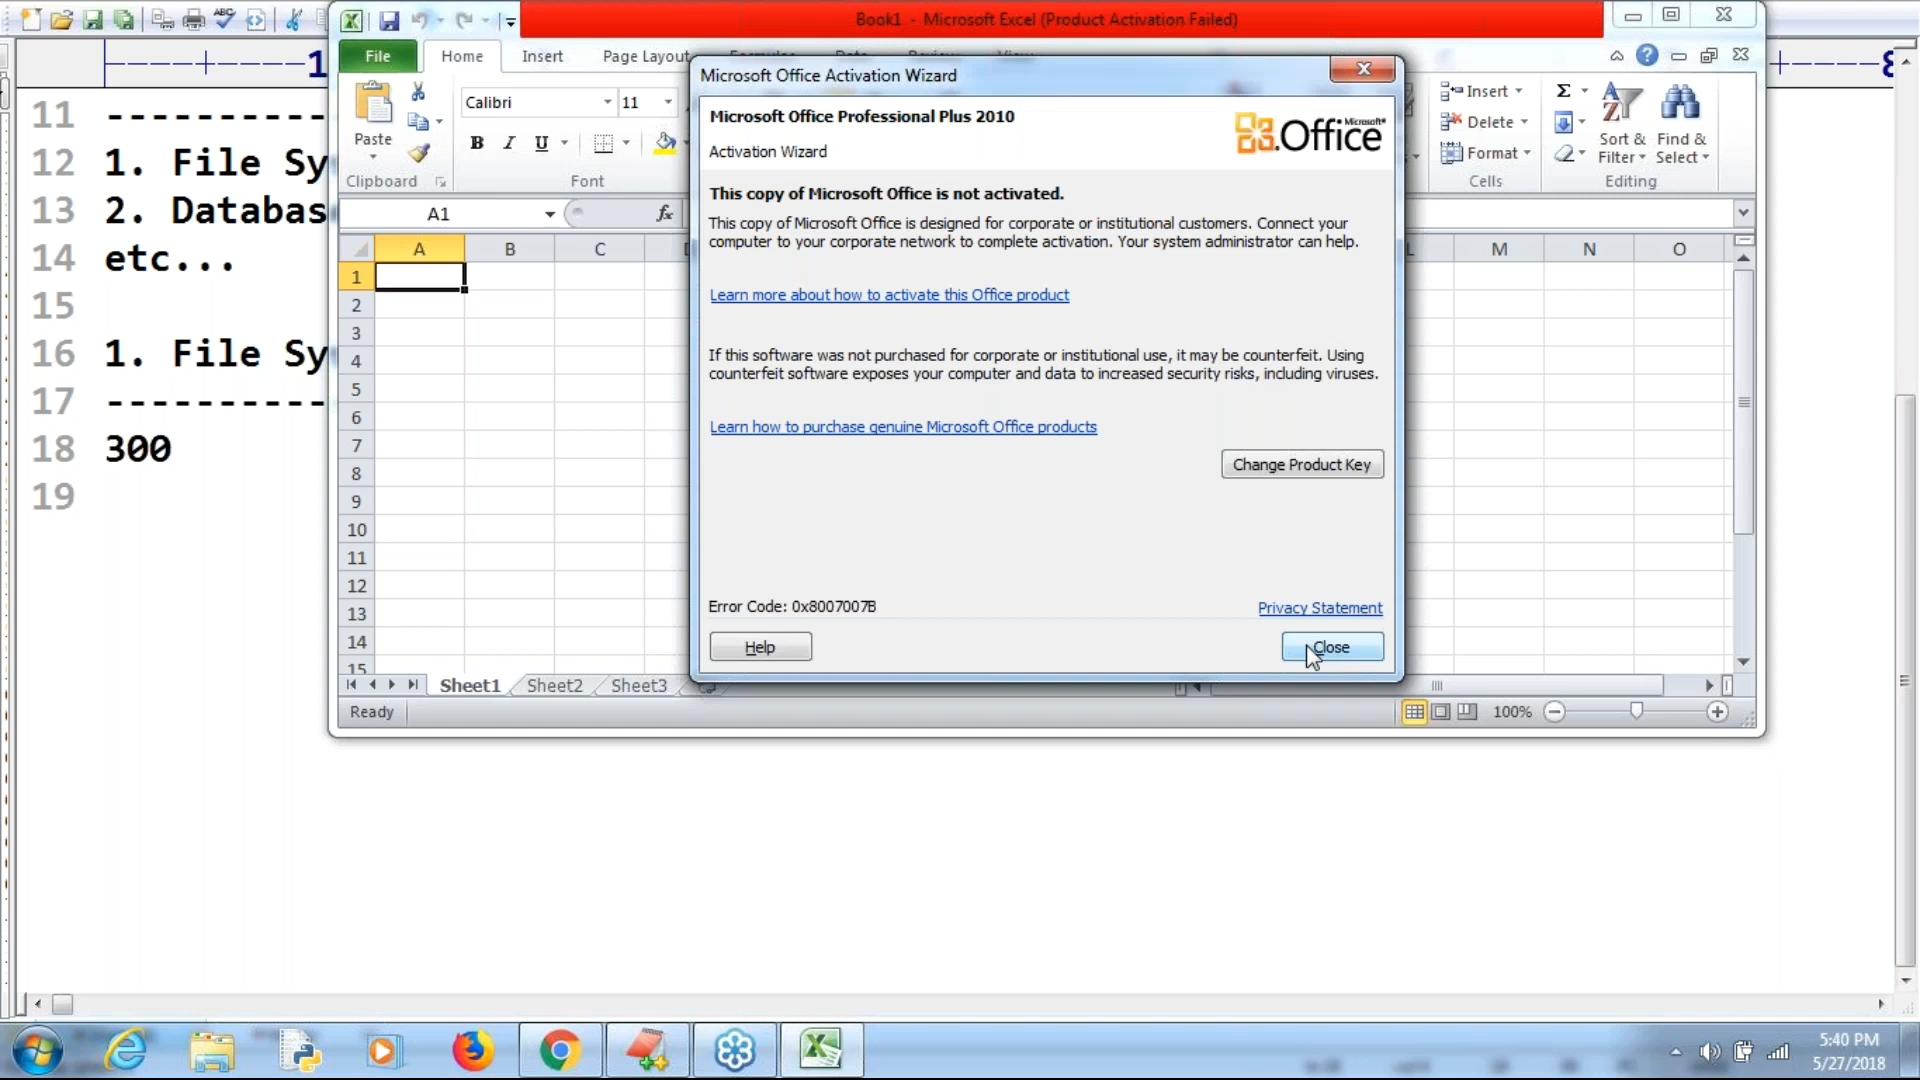 Book1 - Microsoft Excel (Product Activation Failed)
File Home Insert Page Layout
Calibri 11
Paste
B I U
Clipboard
Font
Insert
Delete
Format
Cells
Σ
Sort & Filter
Find & Select
Editing
A1
fx
A B C M N O
1
2
3
4
5
6
7
8
9
10
11
12
13
14
15
Sheet1 Sheet2 Sheet3
Ready
100%
Microsoft Office Activation Wizard
Microsoft Office Professional Plus 2010
Activation Wizard
Microsoft Office
This copy of Microsoft Office is not activated.
This copy of Microsoft Office is designed for corporate or institutional customers. Connect your
computer to your corporate network to complete activation. Your system administrator can help.
Learn more about how to activate this Office product
If this software was not purchased for corporate or institutional use, it may be counterfeit. Using
counterfeit software exposes your computer and data to increased security risks, including viruses.
Learn how to purchase genuine Microsoft Office products
Change Product Key
Error Code: 0x8007007B
Privacy Statement
Help
Close
----+----1
+----8
11 -----------
12 1. File Sy
13 2. Databas
14 etc...
15
16 1. File Sy
17 -----------
18 300
19
5:40 PM
5/27/2018